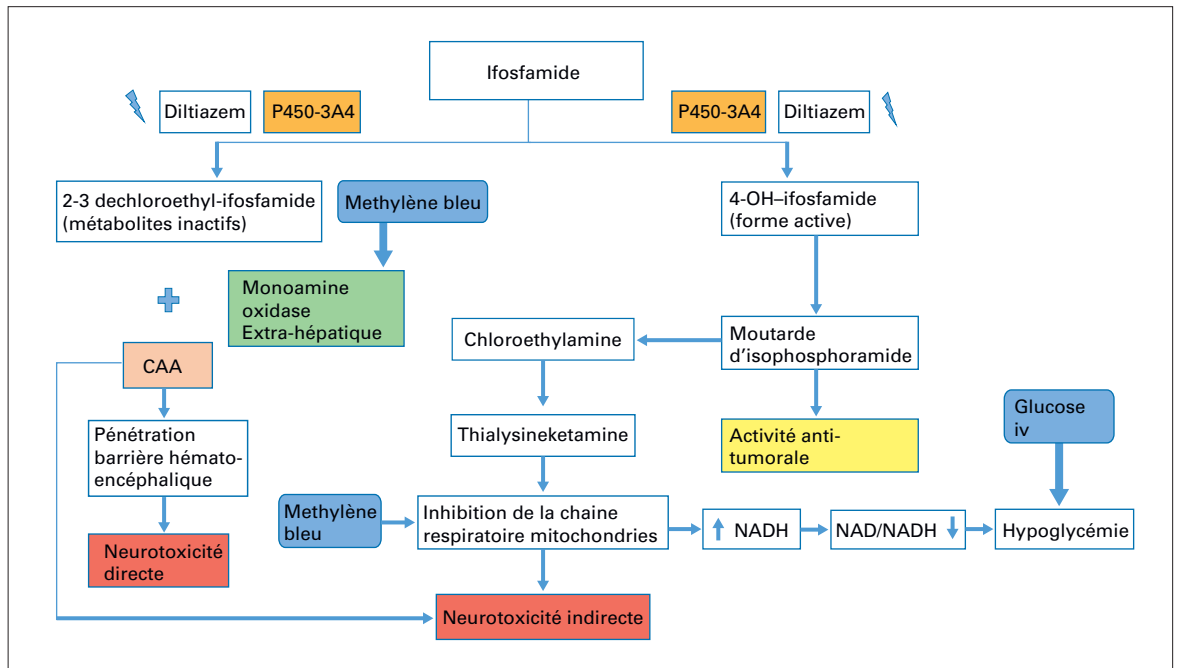 Ifosfamide
Diltiazem
P450-3A4
P450-3A4
Diltiazem
2-3 dechloroethyl-ifosfamide
(métabolites inactifs)
Methylène bleu
4-OH–ifosfamide
(forme active)
Monoamine
oxidase
Extra-hépatique
Chloroethylamine
Moutarde
d’isophosphoramide
CAA
Pénétration
barrière hémato-
encéphalique
Thialysineketamine
Activité anti-
tumorale
Glucose
iv
Methylène
bleu
Inhibition de la chaine
respiratoire mitochondries
NADH
NAD/NADH
Hypoglycémie
Neurotoxicité
directe
Neurotoxicité indirecte